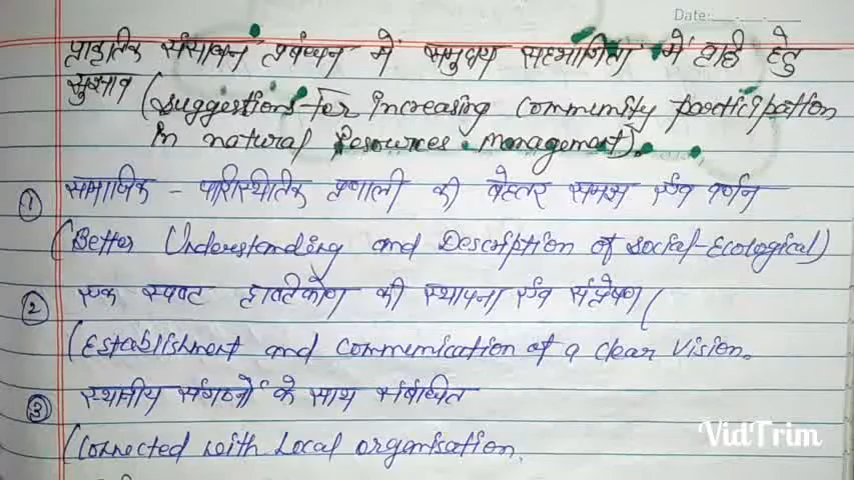 Date:
प्राकृतिक संसाधन प्रबंधन में समुदाय सहभागिता में वृद्धि हेतु
सुझाव (Suggestions for Increasing Community participation
In natural Resources management).
① सामाजिक - पारिस्थितिक प्रणाली की बेहतर समझ एवं वर्णन
(Better Understanding and Description of Social-Ecological)
② एक स्पष्ट दृष्टिकोण की स्थापना एवं संप्रेषण (
(Establishment and communication of a clear Vision.
③ स्थानीय संगठनों के साथ संबंधित
(Connected with Local organisation.
VidTrim